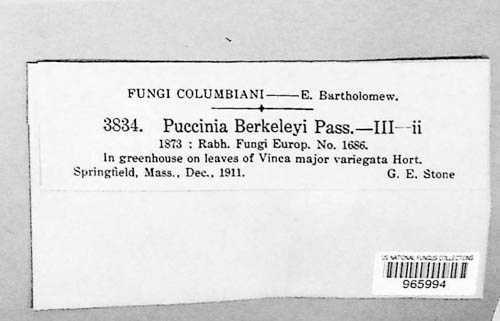 FUNGI COLUMBIANI——E. Bartholomew.
3834. Puccinia Berkeleyi Pass.—III—ii
1873 : Rabh. Fungi Europ. No. 1686.
In greenhouse on leaves of Vinca major variegata Hort.
Springfield, Mass., Dec., 1911. G. E. Stone
US NATIONAL FUNGUS COLLECTIONS
965994